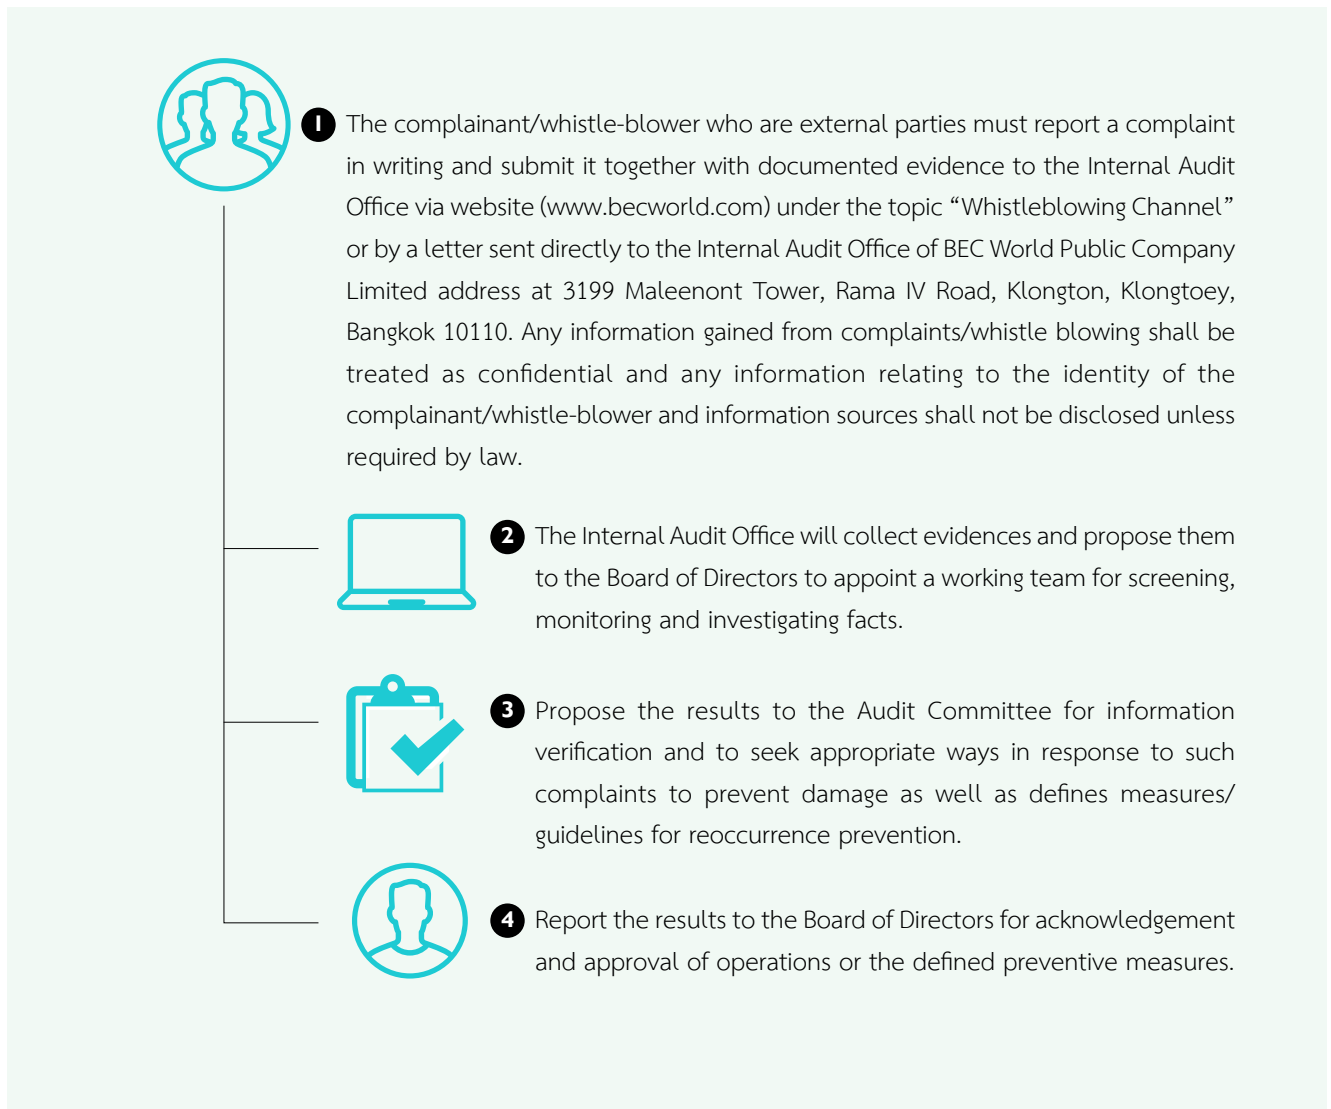 1 The complainant/whistle-blower who are external parties must report a complaint
in writing and submit it together with documented evidence to the Internal Audit
Office via website (www.becworld.com) under the topic “Whistleblowing Channel”
or by a letter sent directly to the Internal Audit Office of BEC World Public Company
Limited address at 3199 Maleenont Tower, Rama IV Road, Klongton, Klongtoey,
Bangkok 10110. Any information gained from complaints/whistle blowing shall be
treated as confidential and any information relating to the identity of the
complainant/whistle-blower and information sources shall not be disclosed unless
required by law.
2 The Internal Audit Office will collect evidences and propose them
to the Board of Directors to appoint a working team for screening,
monitoring and investigating facts.
3 Propose the results to the Audit Committee for information
verification and to seek appropriate ways in response to such
complaints to prevent damage as well as defines measures/
guidelines for reoccurrence prevention.
4 Report the results to the Board of Directors for acknowledgement
and approval of operations or the defined preventive measures.